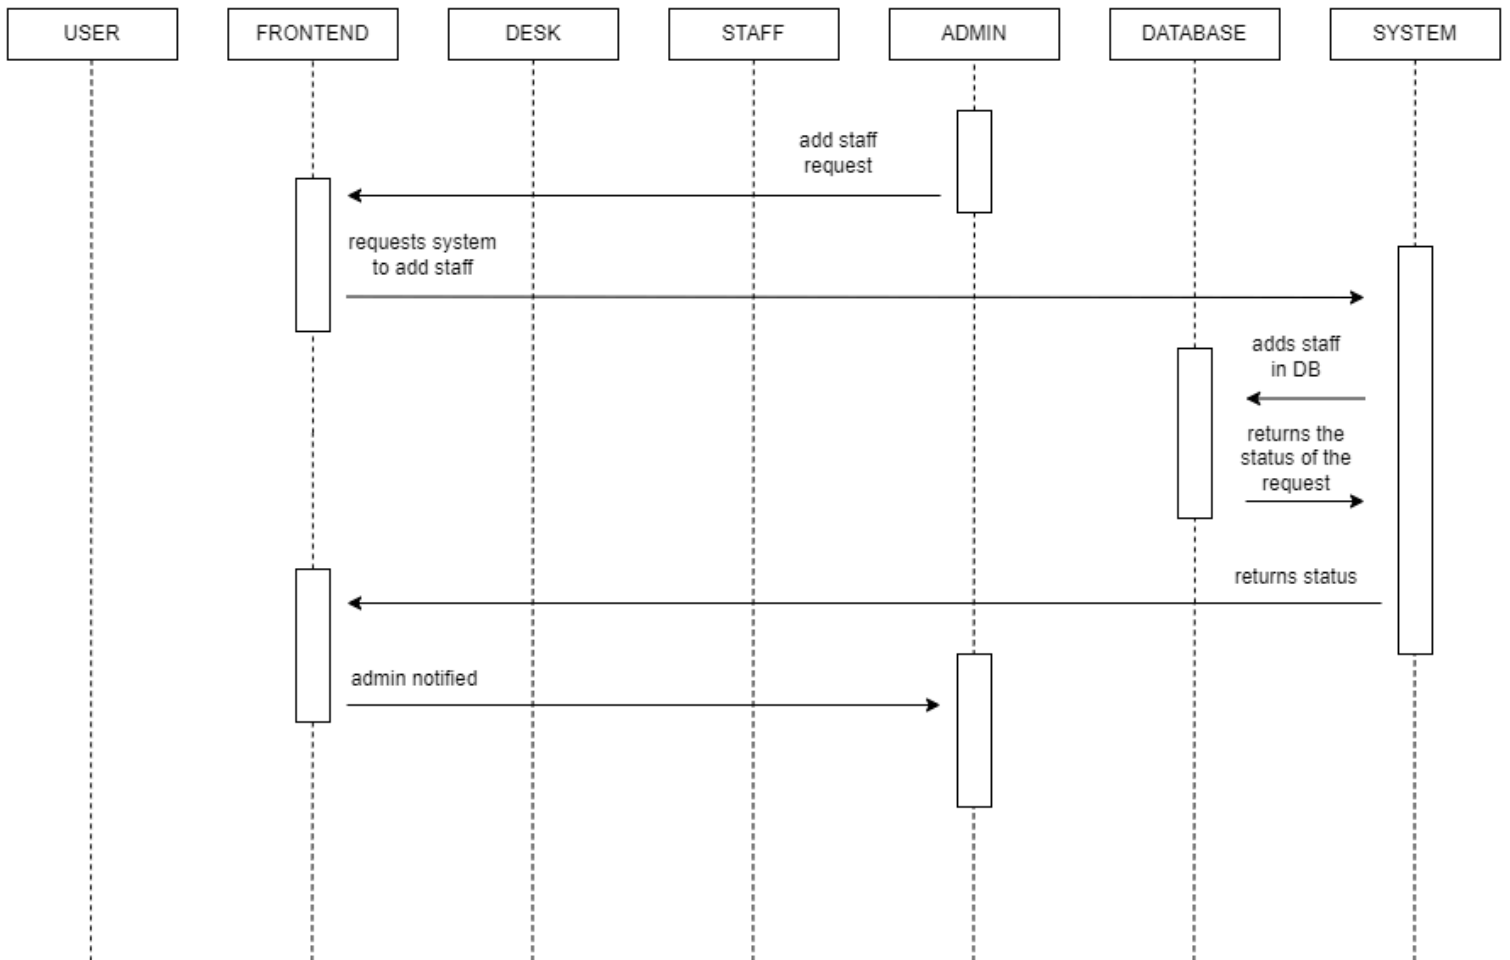 USER
FRONTEND
DESK
STAFF
ADMIN
DATABASE
SYSTEM
add staff
request
requests system
to add staff
adds staff
in DB
returns the
status of the
request
returns status
admin notified